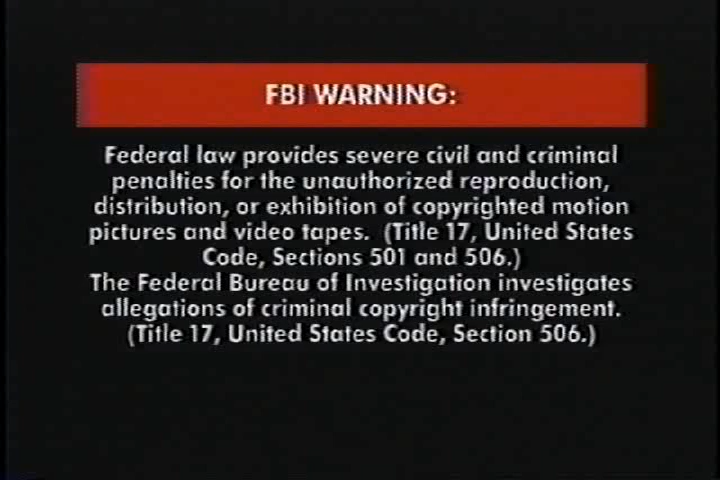 FBI WARNING:
Federal law provides severe civil and criminal
penalties for the unauthorized reproduction,
distribution, or exhibition of copyrighted motion
pictures and video tapes. (Title 17, United States
Code, Sections 501 and 506.)
The Federal Bureau of Investigation investigates
allegations of criminal copyright infringement.
(Title 17, United States Code, Section 506.)